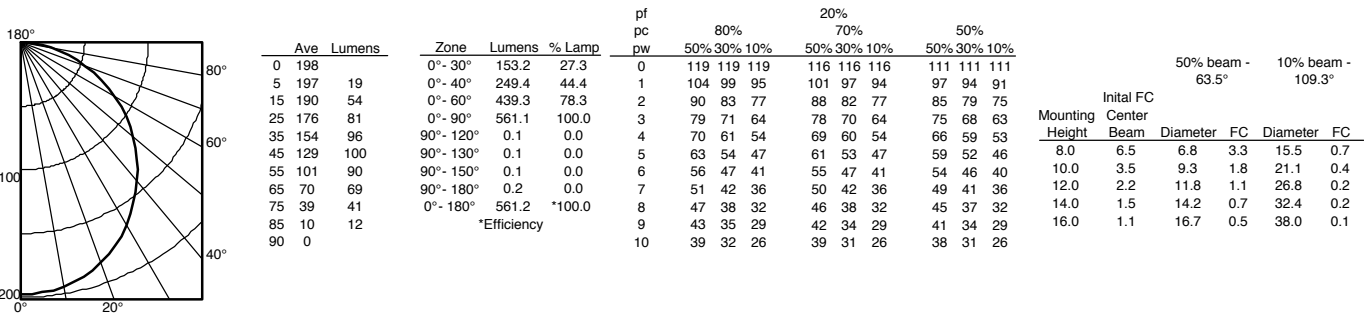 180°
80°
60°
100
40°
200
0°
20°
Ave Lumens
0 198
5 197 19
15 190 54
25 176 81
35 154 96
45 129 100
55 101 90
65 70 69
75 39 41
85 10 12
90 0
Zone Lumens % Lamp
0°- 30° 153.2 27.3
0°- 40° 249.4 44.4
0°- 60° 439.3 78.3
0°- 90° 561.1 100.0
90°- 120° 0.1 0.0
90°- 130° 0.1 0.0
90°- 150° 0.1 0.0
90°- 180° 0.2 0.0
0°- 180° 561.2 *100.0
*Efficiency
pf 20%
pc 80% 70% 50%
pw 50% 30% 10% 50% 30% 10% 50% 30% 10%
0 119 119 119 116 116 116 111 111 111
1 104 99 95 101 97 94 97 94 91
2 90 83 77 88 82 77 85 79 75
3 79 71 64 78 70 64 75 68 63
4 70 61 54 69 60 54 66 59 53
5 63 54 47 61 53 47 59 52 46
6 56 47 41 55 47 41 54 46 40
7 51 42 36 50 42 36 49 41 36
8 47 38 32 46 38 32 45 37 32
9 43 35 29 42 34 29 41 34 29
10 39 32 26 39 31 26 38 31 26
50% beam - 10% beam -
63.5° 109.3°
Inital FC
Mounting Center
Height Beam Diameter FC Diameter FC
8.0 6.5 6.8 3.3 15.5 0.7
10.0 3.5 9.3 1.8 21.1 0.4
12.0 2.2 11.8 1.1 26.8 0.2
14.0 1.5 14.2 0.7 32.4 0.2
16.0 1.1 16.7 0.5 38.0 0.1